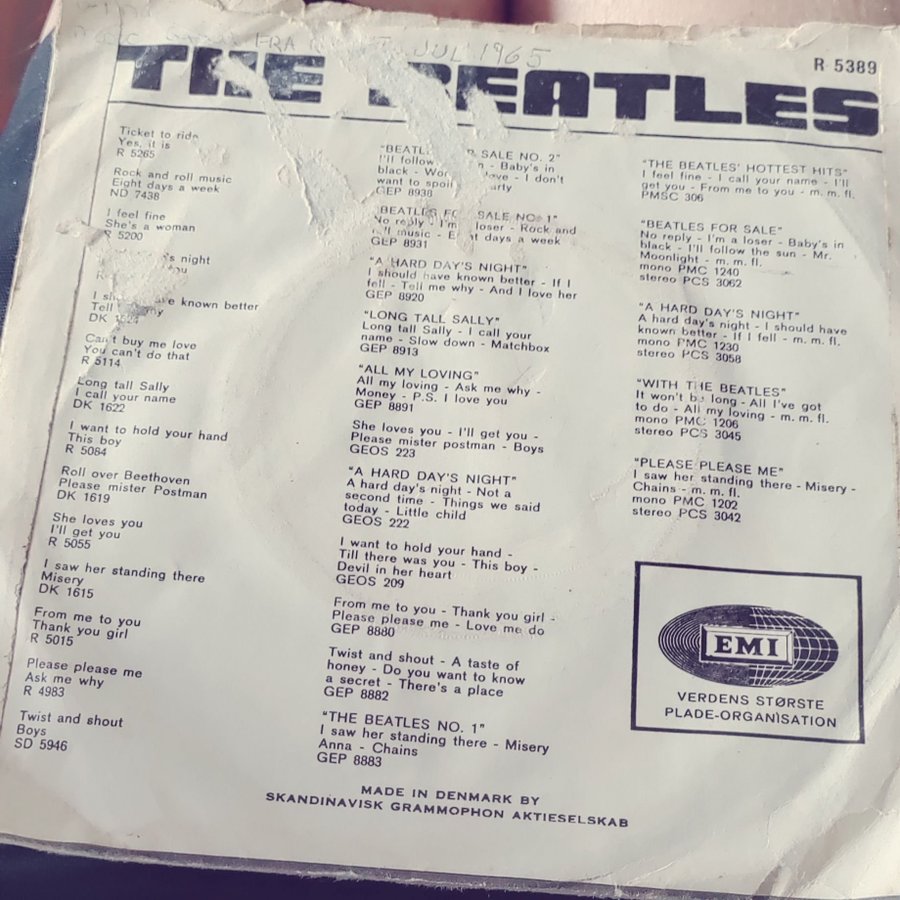 FRA JUL 1965
R 5389
THE BEATLES
Ticket to ride
Yes, it is
R 5265
Rock and roll music
Eight days a week
ND 7438
I feel fine
She's a woman
R 5200
night
you
I have known better
Tell my
DK
Can't buy me love
You can't do that
R 5114
Long tall Sally
I call your name
DK 1622
I want to hold your hand
This boy
R 5084
Roll over Beethoven
Please mister Postman
DK 1619
She loves you
I'll get you
R 5055
I saw her standing there
Misery
DK 1615
From me to you
Thank you girl
R 5015
Please please me
Ask me why
R 4983
Twist and shout
Boys
SD 5946
"BEATLES FOR SALE NO. 2"
I'll follow - Baby's in
black - love - I don't
want to spoil party
GEP 8938
"BEATLES FOR SALE NO. 1"
No reply - I'm a loser - Rock and
roll music - Eight days a week
GEP 8931
"A HARD DAY'S NIGHT"
I should have known better - If I
fell - Tell me why - And I love her
GEP 8920
"LONG TALL SALLY"
Long tall Sally - I call your
name - Slow down - Matchbox
GEP 8913
"ALL MY LOVING"
All my loving - Ask me why -
Money - P.S. I love you
GEP 8891
She loves you - I'll get you -
Please mister postman - Boys
GEOS 223
"A HARD DAY'S NIGHT"
A hard day's night - Not a
second time - Things we said
today - Little child
GEOS 222
I want to hold your hand -
Till there was you - This boy -
Devil in her heart
GEOS 209
From me to you - Thank you girl -
Please please me - Love me do
GEP 8880
Twist and shout - A taste of
honey - Do you want to know
a secret - There's a place
GEP 8882
"THE BEATLES NO. 1"
I saw her standing there - Misery
Anna - Chains
GEP 8883
"THE BEATLES' HOTTEST HITS"
I feel fine - I call your name - I'll
get you - From me to you - m. m. fl.
PMSC 306
"BEATLES FOR SALE"
No reply - I'm a loser - Baby's in
black - I'll follow the sun - Mr.
Moonlight - m. m. fl.
mono PMC 1240
stereo PCS 3062
"A HARD DAY'S NIGHT"
A hard day's night - I should have
known better - If I fell - m. m. fl.
mono PMC 1230
stereo PCS 3058
"WITH THE BEATLES"
It won't be long - All I've got
to do - All my loving - m. m. fl.
mono PMC 1206
stereo PCS 3045
"PLEASE PLEASE ME"
I saw her standing there - Misery -
Chains - m. m. fl.
mono PMC 1202
stereo PCS 3042
EMI
VERDENS STØRSTE
PLADE-ORGANISATION
MADE IN DENMARK BY
SKANDINAVISK GRAMMOPHON AKTIESELSKAB